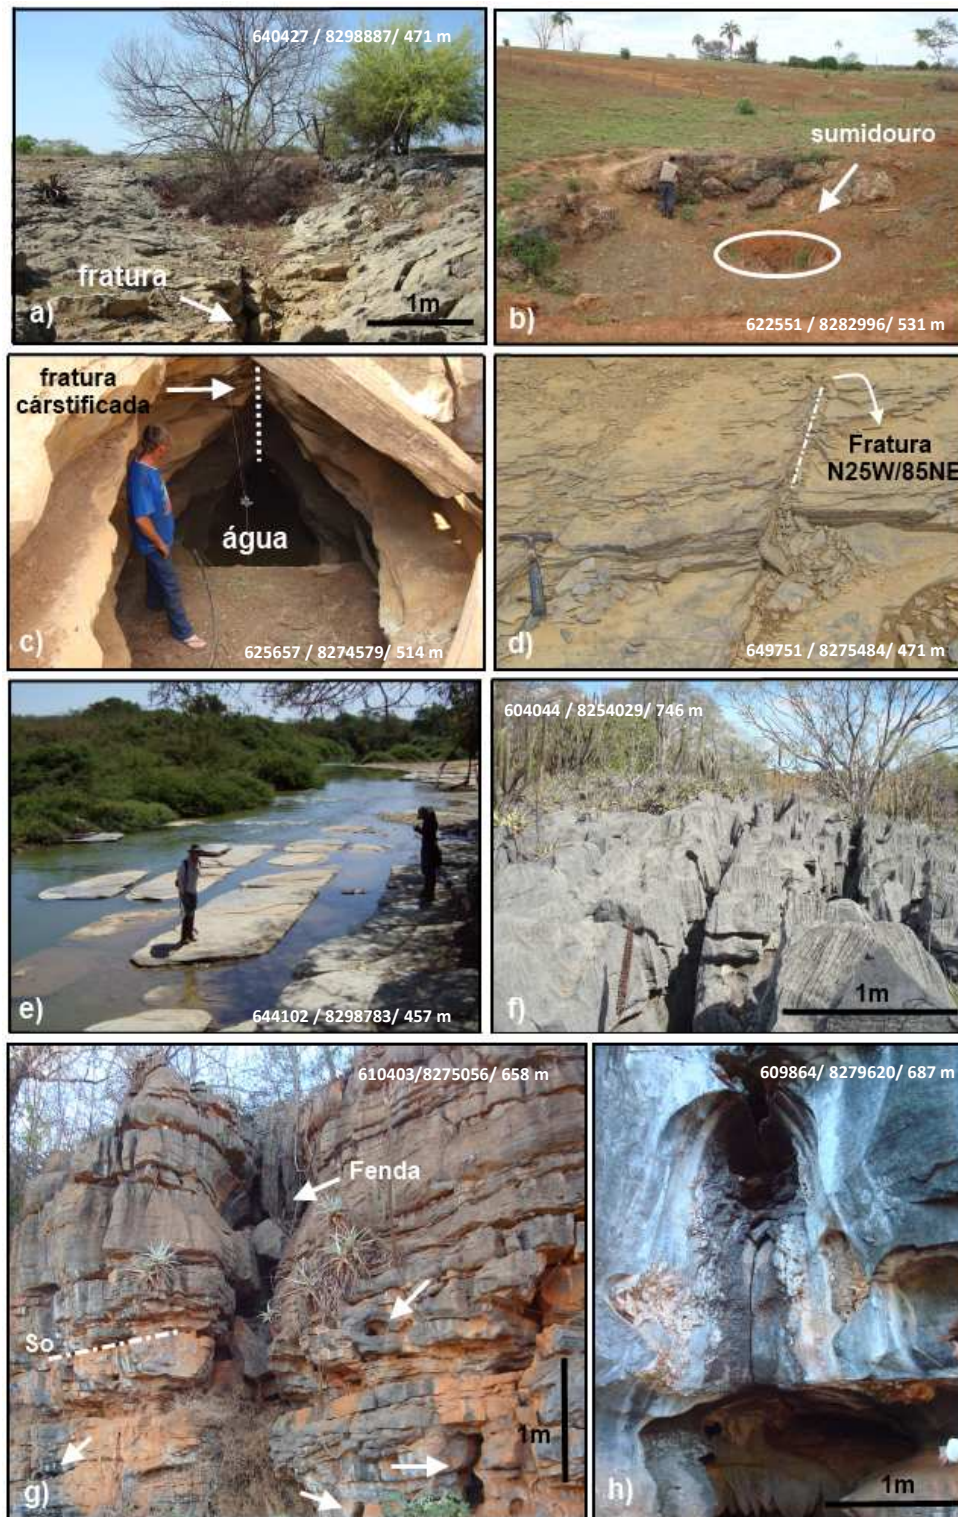 640427 / 8298887/ 471 m
fratura
1m
a)
sumidouro
b)
622551 / 8282996/ 531 m
fratura
cárstificada
água
c)
625657 / 8274579/ 514 m
Fratura
N25W/85NE
d)
649751 / 8275484/ 471 m
e)
644102 / 8298783/ 457 m
604044 / 8254029/ 746 m
1m
f)
610403/8275056/ 658 m
Fenda
So
1m
g)
609864/ 8279620/ 687 m
h)
1m